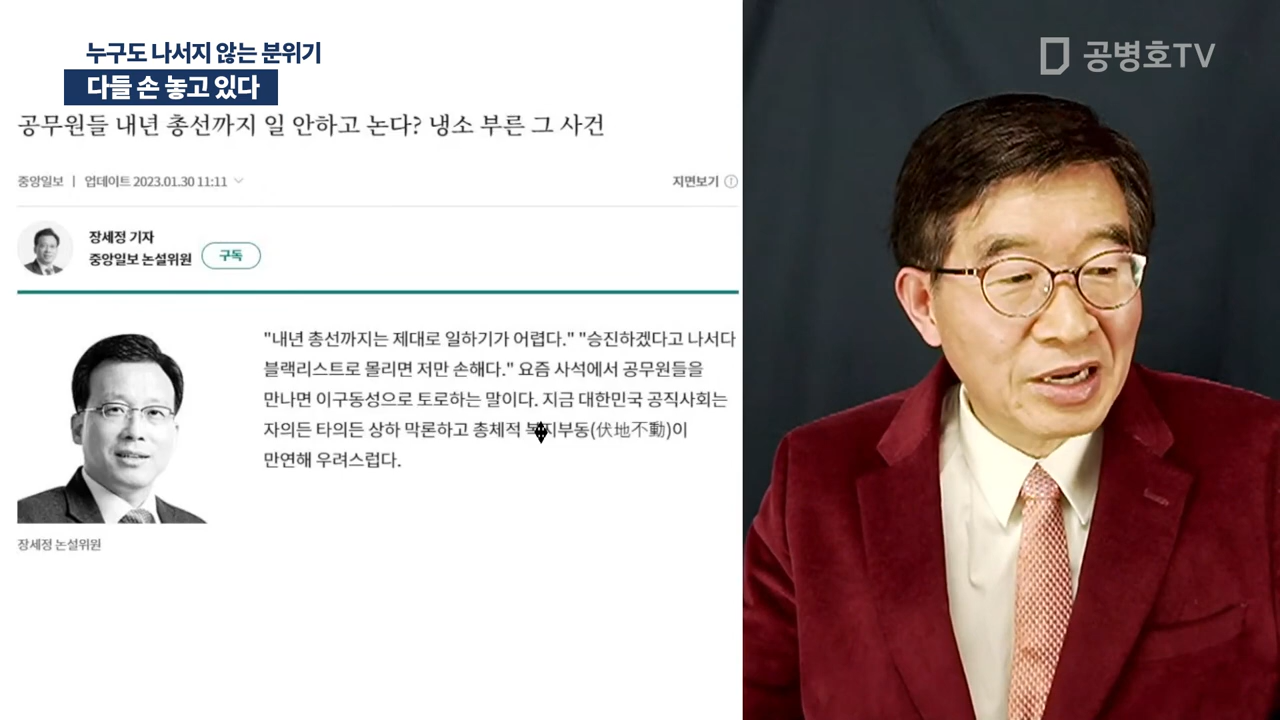 누구도 나서지 않는 분위기
다들 손 놓고 있다
공병호TV
공무원들 내년 총선까지 일 안하고 논다? 냉소 부른 그 사건
중앙일보 | 업데이트 2023.01.30 11:11
지면보기
장세정 기자
중앙일보 논설위원
구독
"내년 총선까지는 제대로 일하기가 어렵다." "승진하겠다고 나서다
블랙리스트로 몰리면 저만 손해다." 요즘 사석에서 공무원들을
만나면 이구동성으로 토로하는 말이다. 지금 대한민국 공직사회는
자의든 타의든 상하 막론하고 총체적 복지부동(伏地不動)이
만연해 우려스럽다.
장세정 논설위원